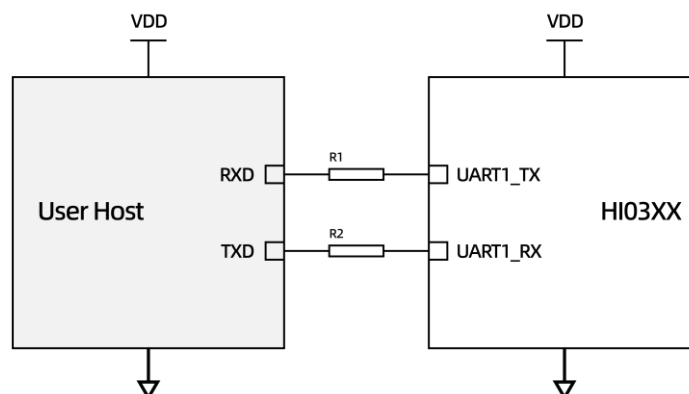 VDD
VDD
R1
RXD
UART1_TX
User Host
HI03XX
R2
TXD
UART1_RX